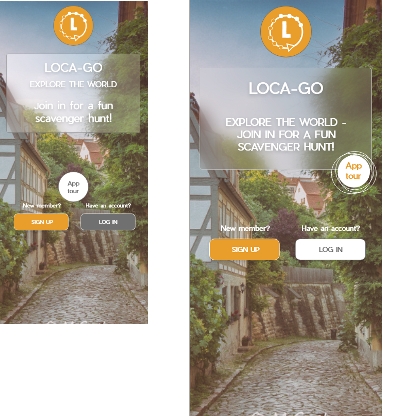 L
LOCA-GO
EXPLORE THE WORLD
Join in for a fun
scavenger hunt!
App
tour
New member?
Have an account?
SIGN UP
LOG IN
L
LOCA-GO
EXPLORE THE WORLD -
JOIN IN FOR A FUN
SCAVENGER HUNT!
App
tour
New member?
Have an account?
SIGN UP
LOG IN